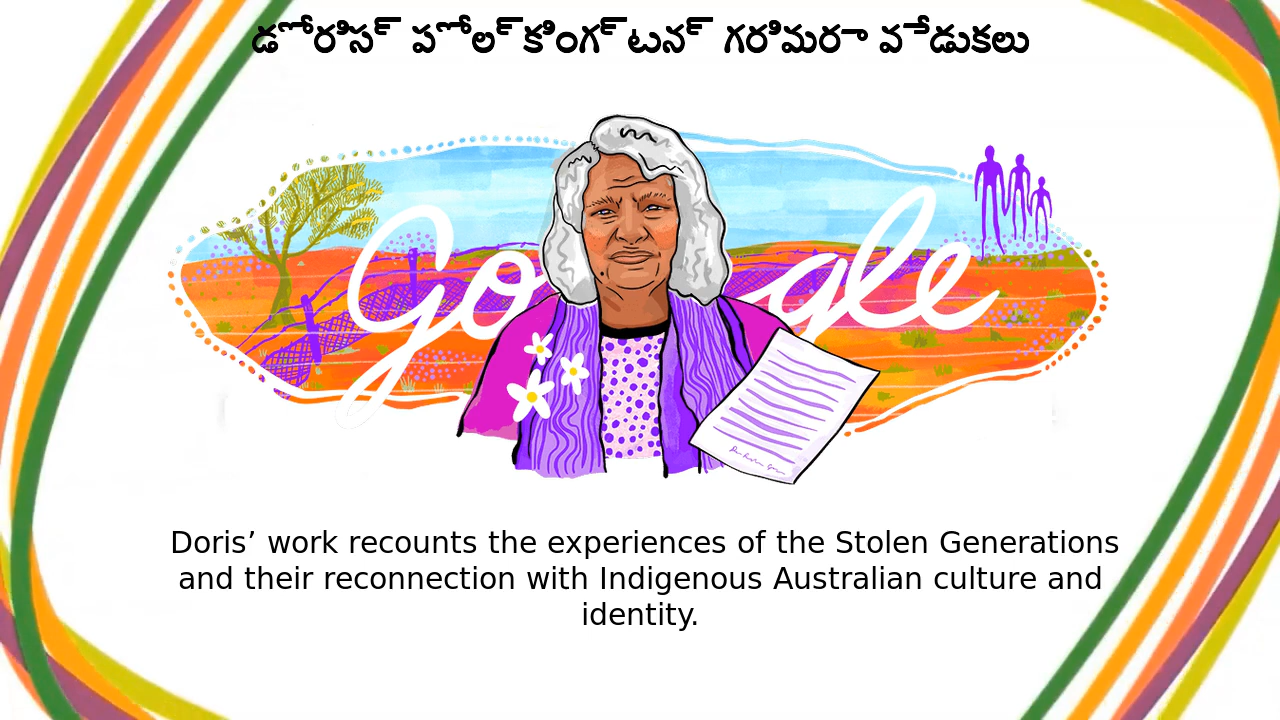 డోరిస్ పిల్కింగ్టన్ గరిమరా వేడుకలు
Google
Doris’ work recounts the experiences of the Stolen Generations
and their reconnection with Indigenous Australian culture and
identity.